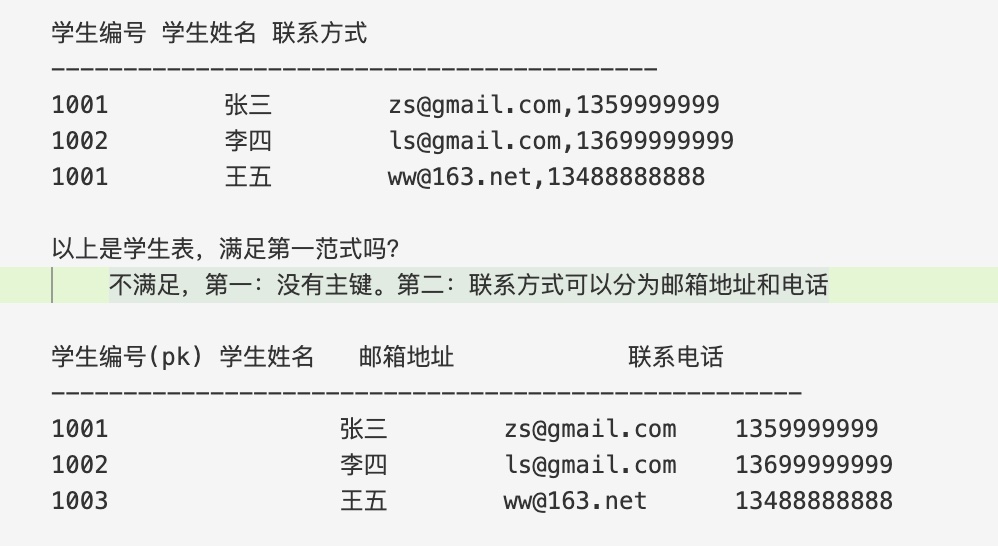 学生编号 学生姓名 联系方式
------------------------------------------
1001 张三 zs@gmail.com,1359999999
1002 李四 ls@gmail.com,13699999999
1001 王五 ww@163.net,13488888888
以上是学生表，满足第一范式吗？
不满足，第一：没有主键。第二：联系方式可以分为邮箱地址和电话
学生编号(pk) 学生姓名 邮箱地址 联系电话
----------------------------------------------------
1001 张三 zs@gmail.com 1359999999
1002 李四 ls@gmail.com 13699999999
1003 王五 ww@163.net 13488888888